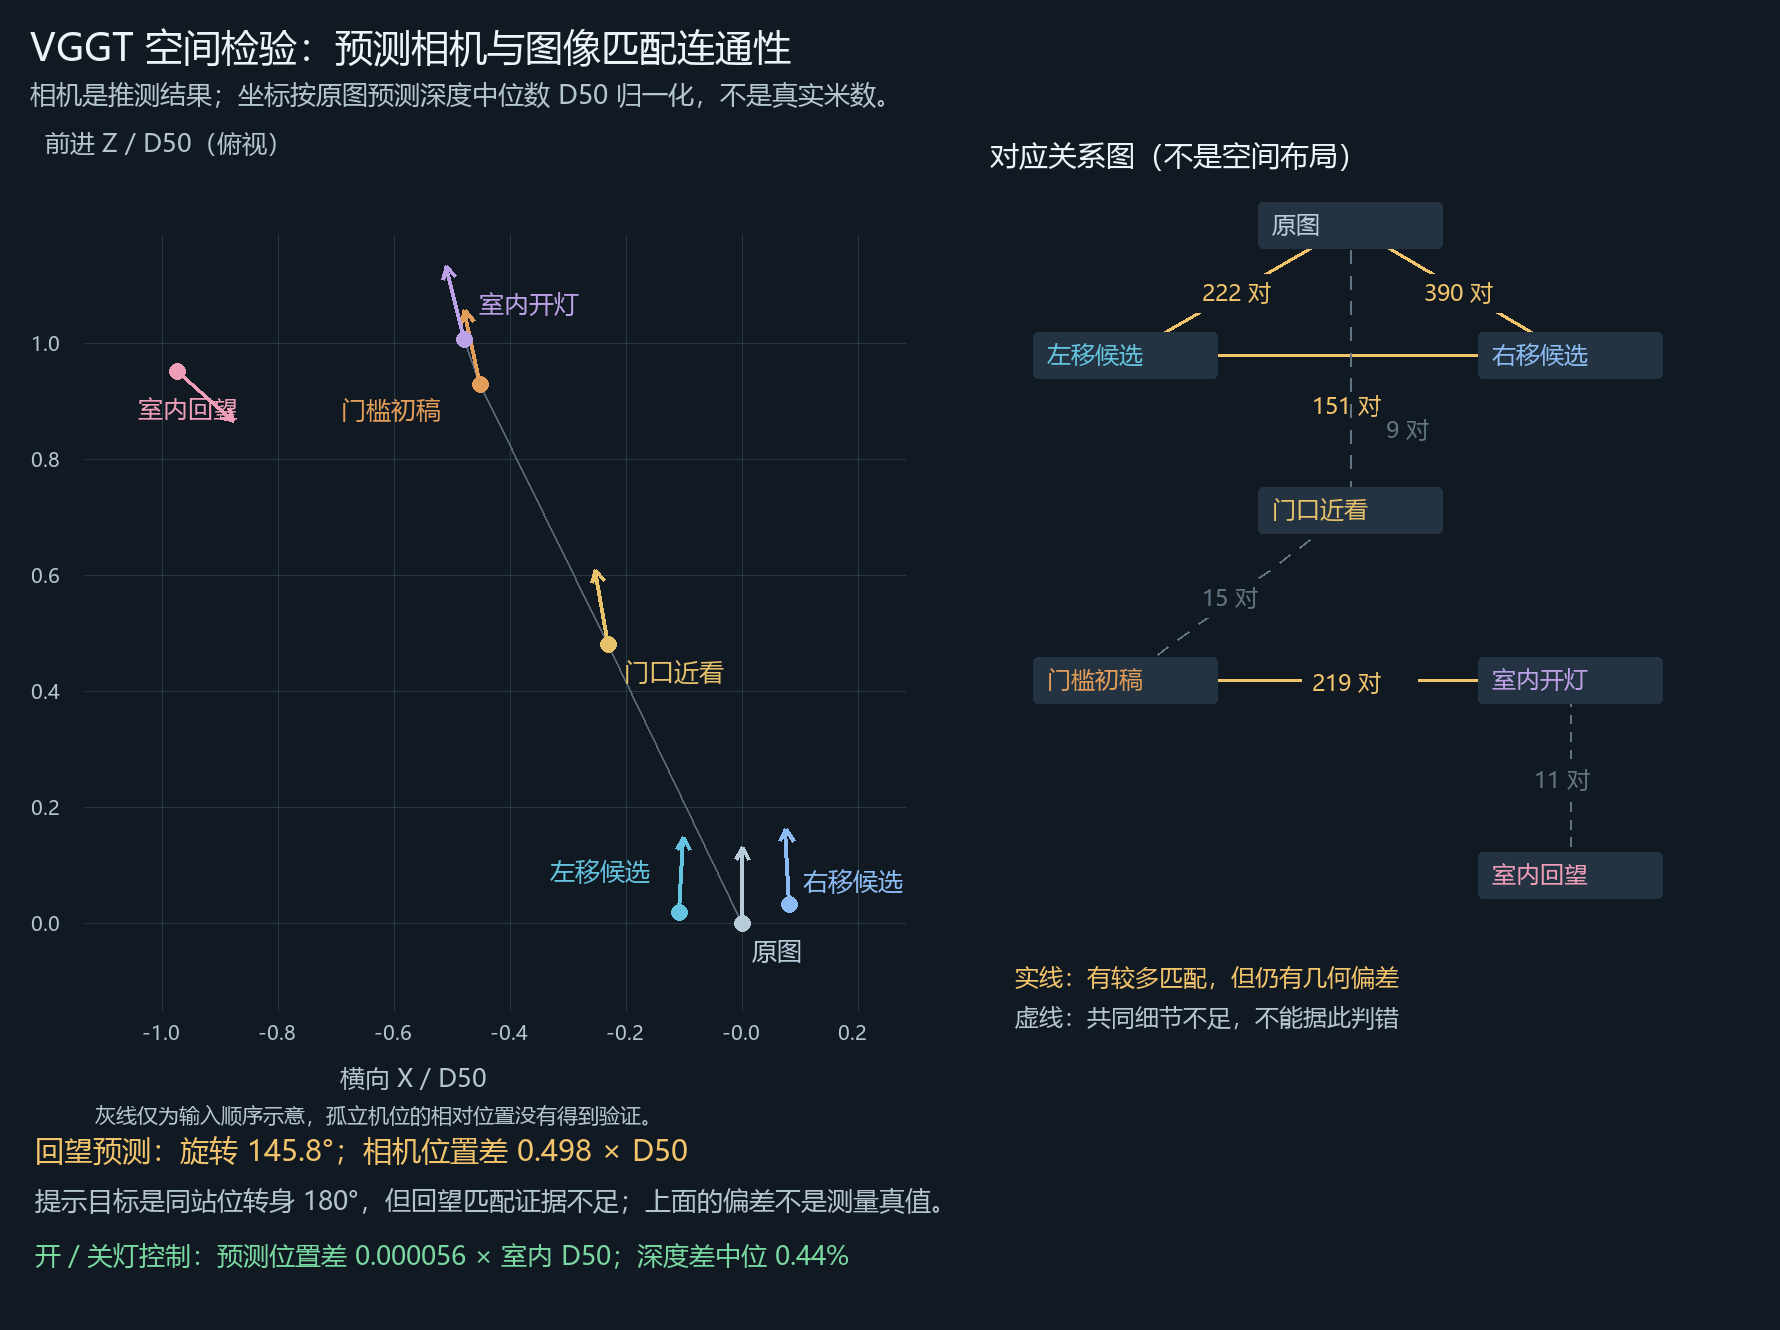 VGGT 空间检验：预测相机与图像匹配连通性
相机是推测结果；坐标按原图预测深度中位数 D50 归一化，不是真实米数。
前进 Z / D50（俯视）
室内开灯
1.0
室内回望
门槛初稿
0.8
0.6
门口近看
0.4
0.2
左移候选
右移候选
0.0
原图
-1.0
-0.8
-0.6
-0.4
-0.2
-0.0
0.2
横向 X / D50
灰线仅为输入顺序示意，孤立机位的相对位置没有得到验证。
对应关系图（不是空间布局）
原图
222 对
390 对
左移候选
右移候选
151 对
9 对
门口近看
15 对
门槛初稿
219 对
室内开灯
11 对
室内回望
实线：有较多匹配，但仍有几何偏差
虚线：共同细节不足，不能据此判错
回望预测：旋转 145.8°；相机位置差 0.498 × D50
提示目标是同站位转身 180°，但回望匹配证据不足；上面的偏差不是测量真值。
开 / 关灯控制：预测位置差 0.000056 × 室内 D50；深度差中位 0.44%